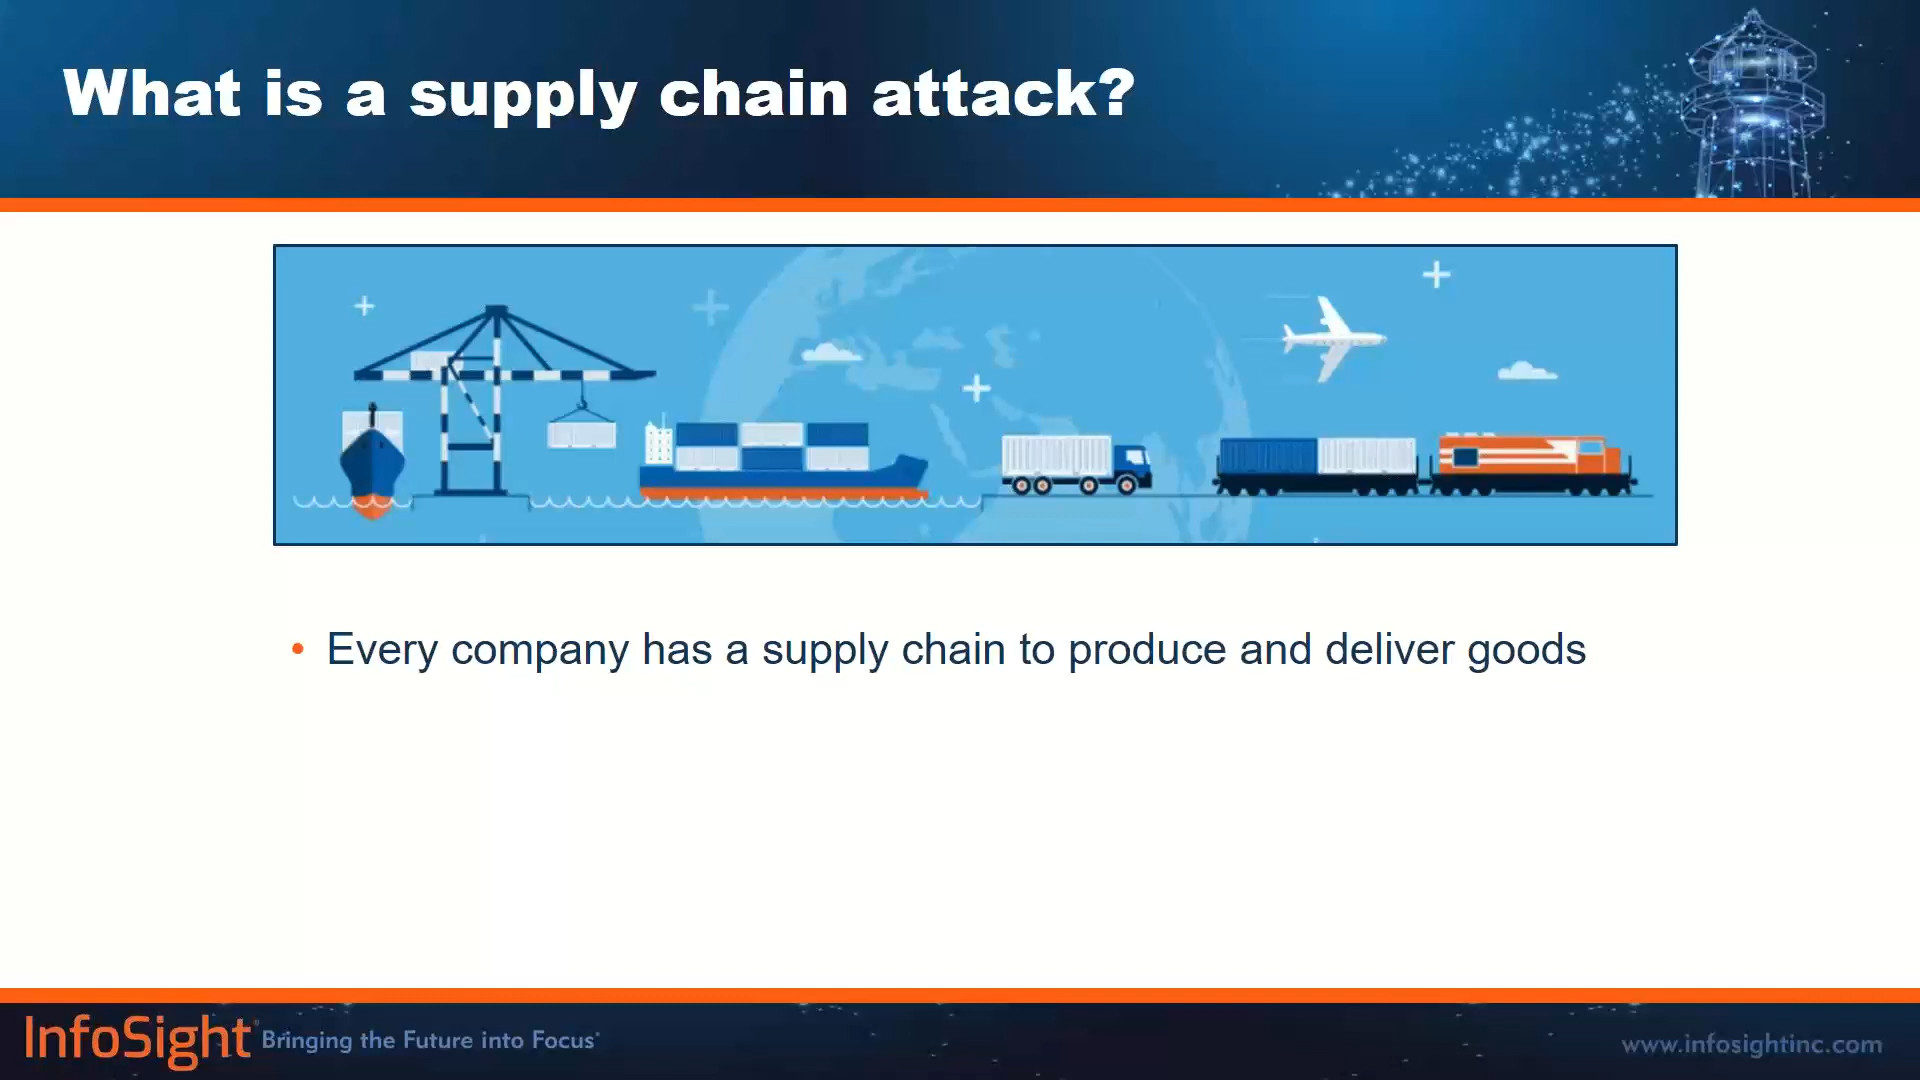 What is a supply chain attack?
• Every company has a supply chain to produce and deliver goods
InfoSight® Bringing the Future into Focus®
www.infosightinc.com